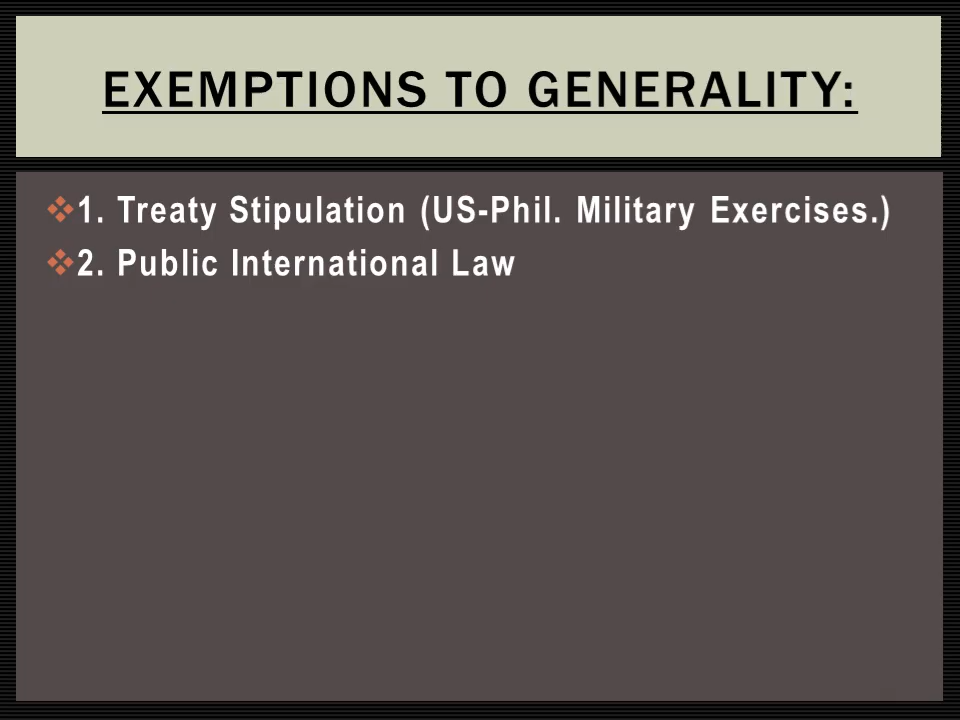 EXEMPTIONS TO GENERALITY:
❖1. Treaty Stipulation (US-Phil. Military Exercises.)
❖2. Public International Law